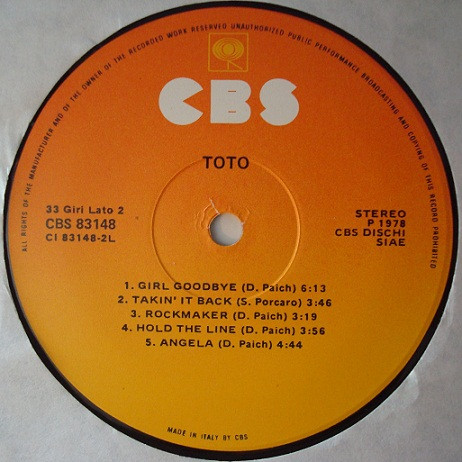 ALL RIGHTS OF THE MANUFACTURER AND OF THE OWNER OF THE RECORDED WORK RESERVED UNAUTHORIZED PUBLIC PERFORMANCE BROADCASTING AND COPYING OF THIS RECORD PROHIBITED
CBS
TOTO
33 Giri Lato 2
CBS 83148
CI 83148-2L
STEREO
P 1978
CBS DISCHI
SIAE
1. GIRL GOODBYE (D. Paich) 6:13
2. TAKIN' IT BACK (S. Porcaro) 3:46
3. ROCKMAKER (D. Paich) 3:19
4. HOLD THE LINE (D. Paich) 3:56
5. ANGELA (D. Paich) 4:44
MADE IN ITALY BY CBS